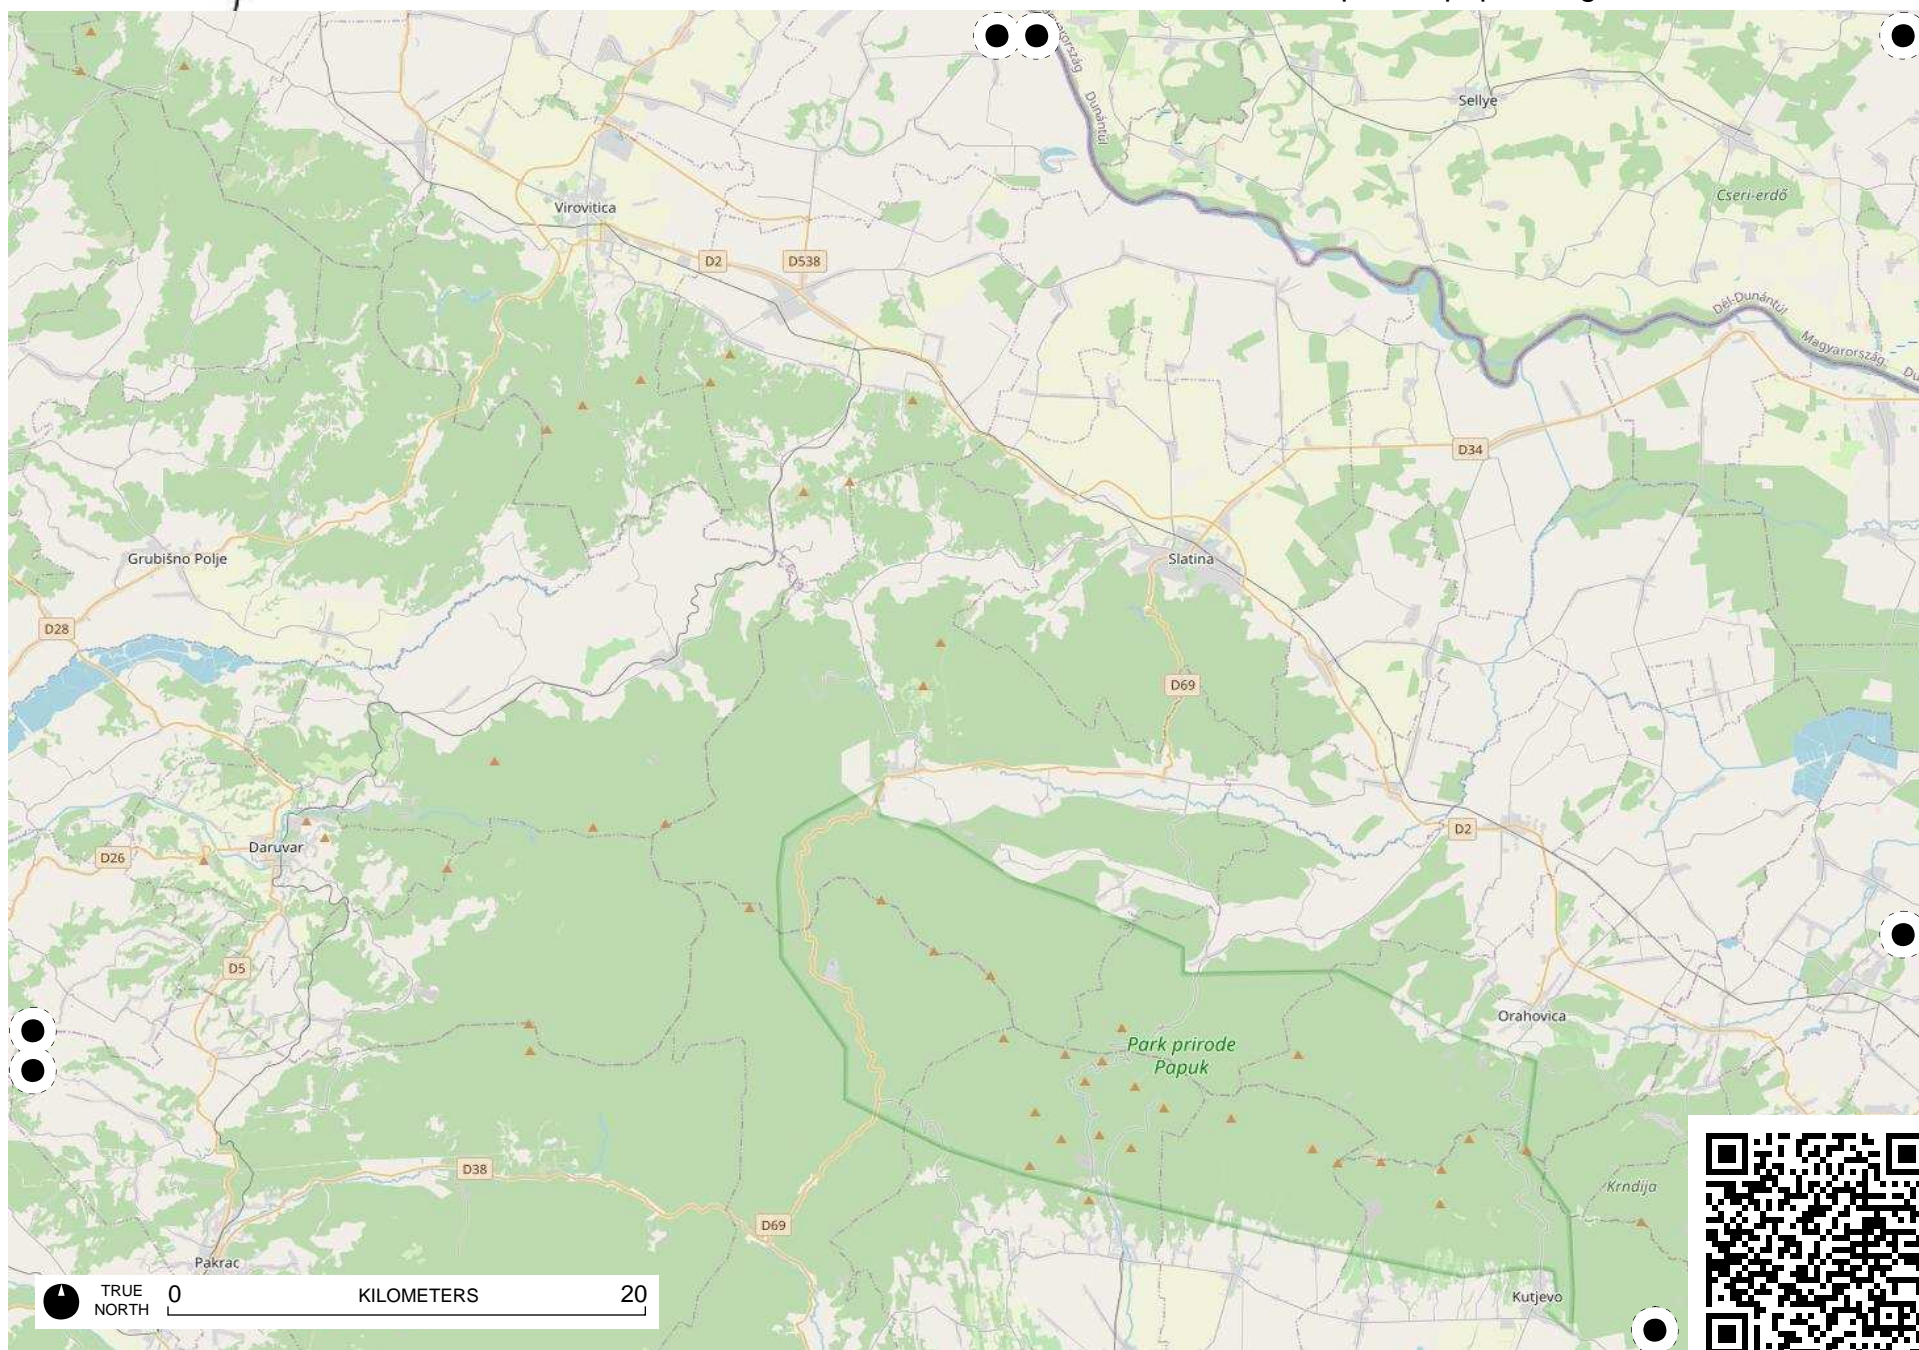 Magyarország
Dunántúl
Sellye
Cseri-erdő
Virovitica
D2
D538
Dél-Dunántúl
Magyarország
D34
Grubišno Polje
Slatina
D28
D69
D2
Daruvar
D26
D5
Orahovica
Park prirode
Papuk
D38
Krndija
D69
Pakrac
Kutjevo
TRUE
NORTH
0
KILOMETERS
20